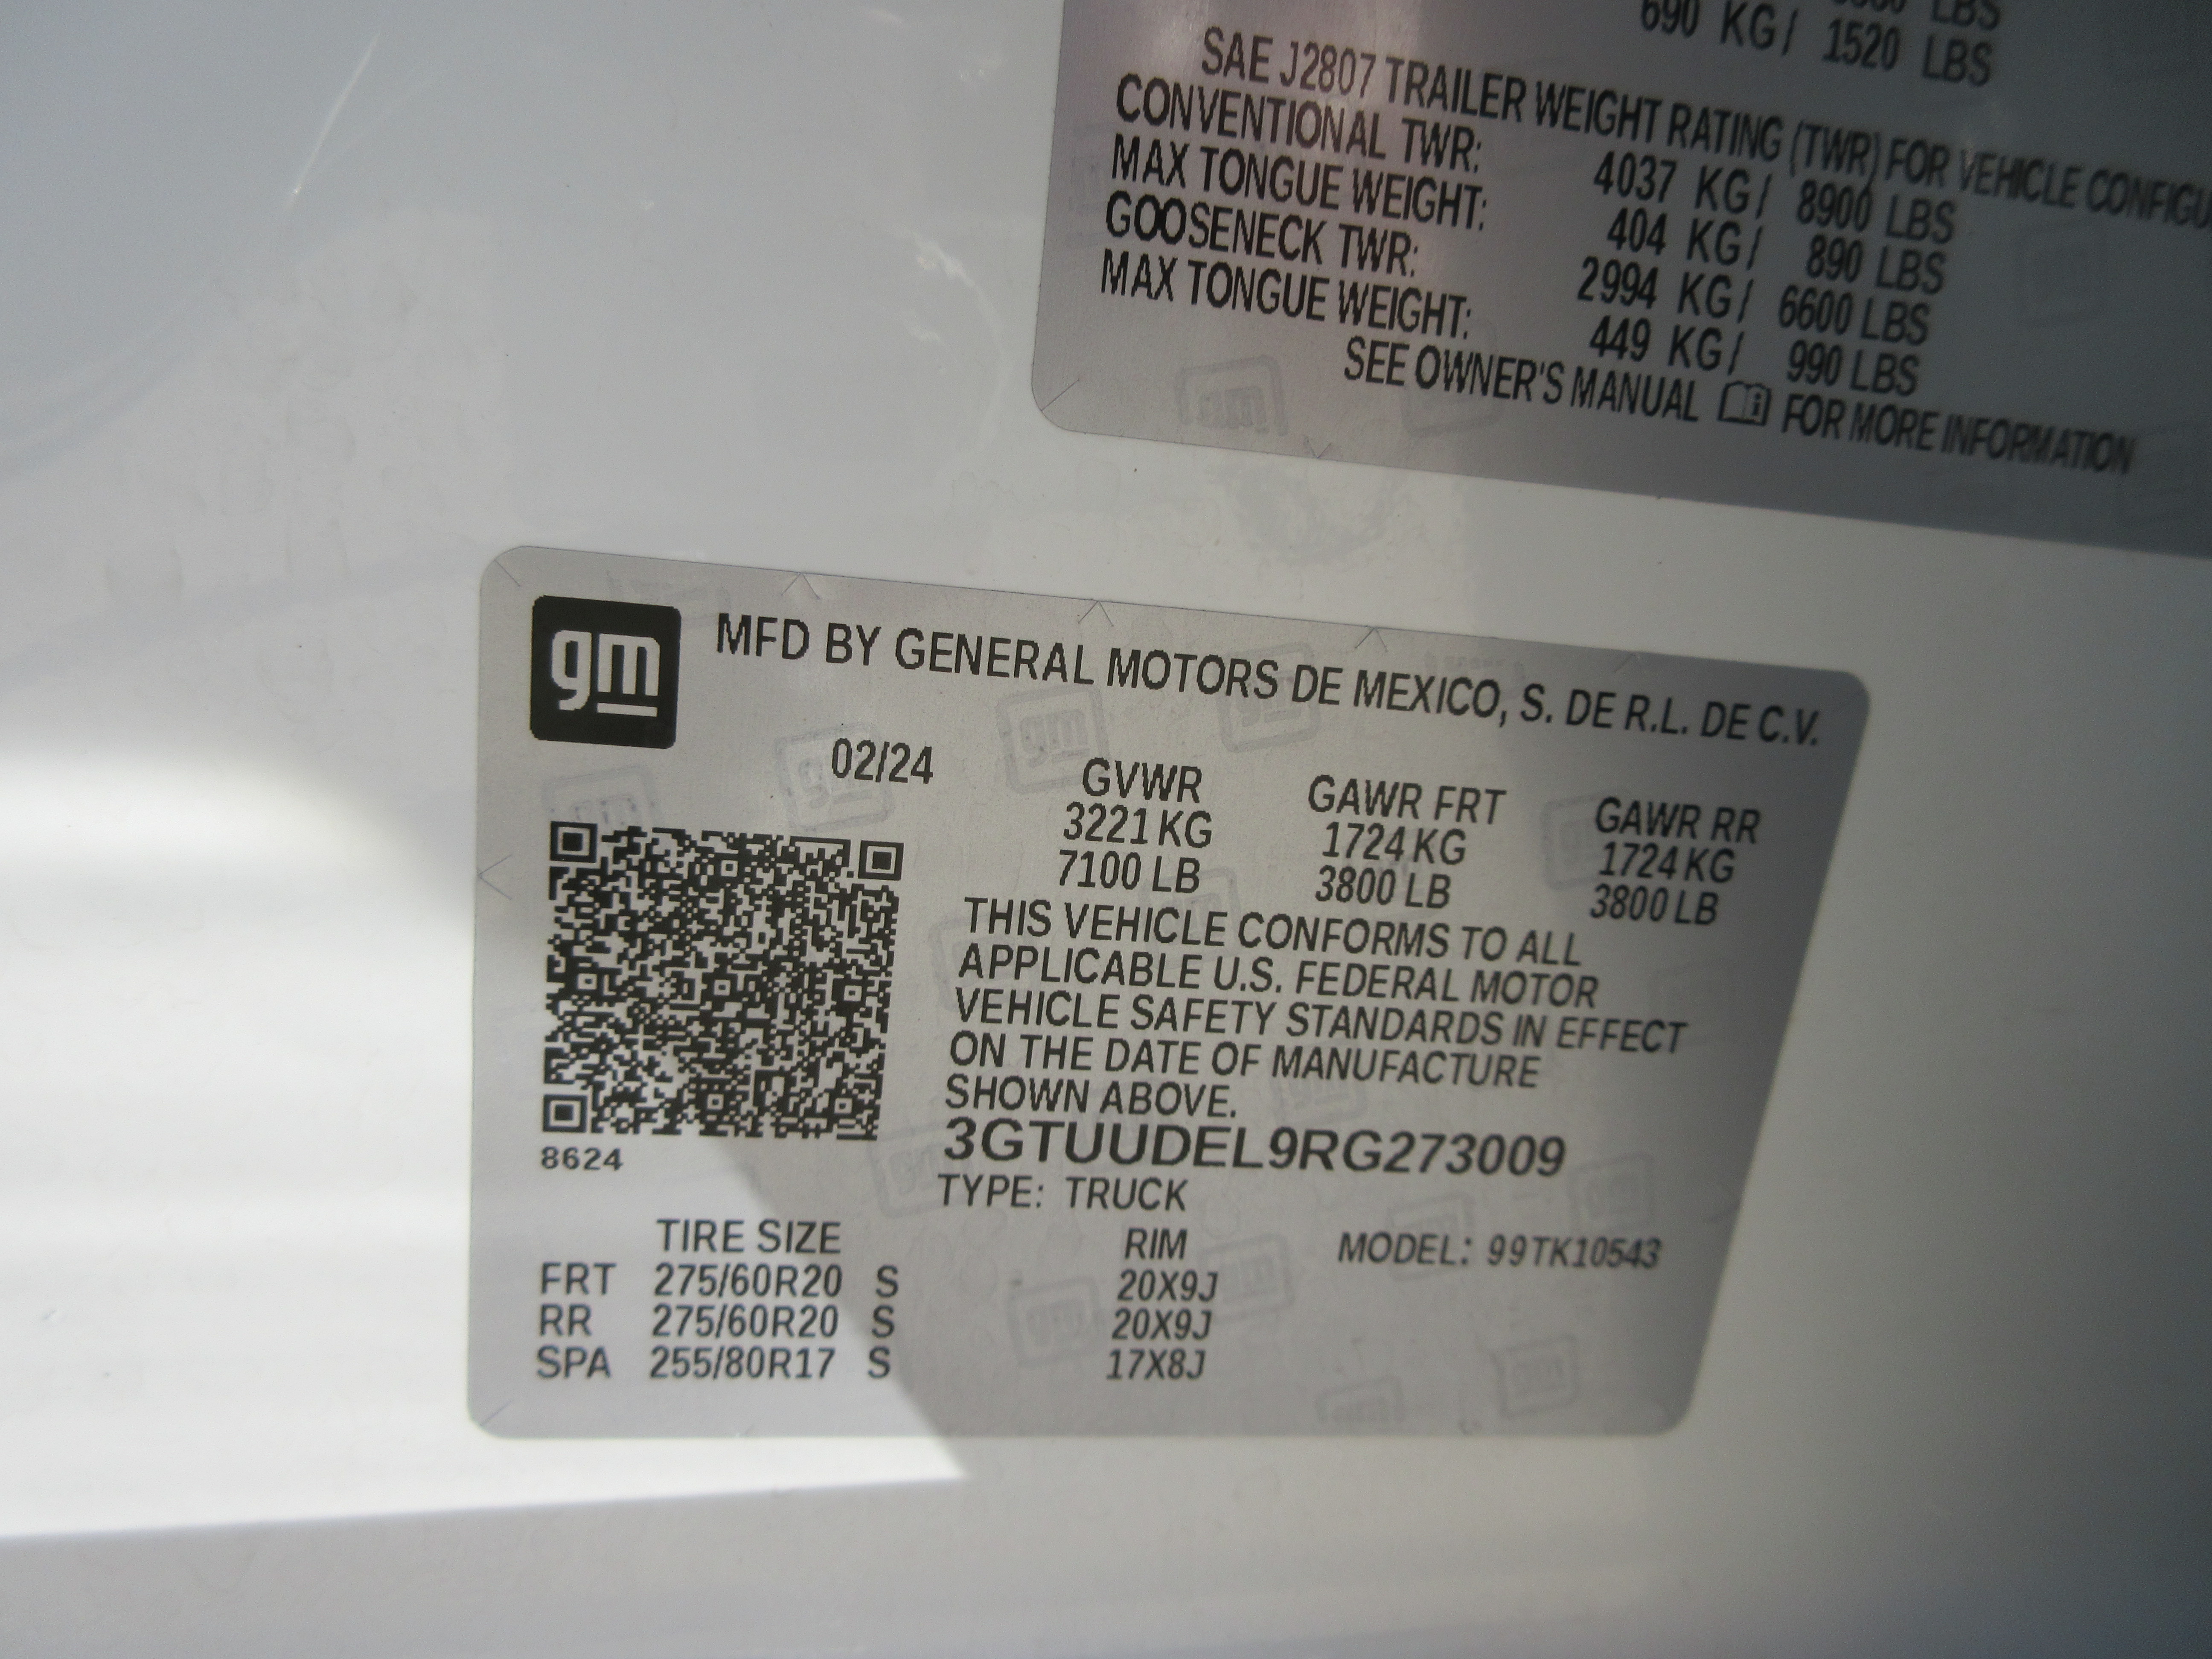 690 KG/ 1520 LBS
SAE J2807 TRAILER WEIGHT RATING (TWR) FOR VEHICLE
CONVENTIONAL TWR: 4037 KG/ 8900 LBS
MAX TONGUE WEIGHT: 404 KG/ 890 LBS
GOOSENECK TWR: 2994 KG/ 6600 LBS
MAX TONGUE WEIGHT: 449 KG/ 990 LBS
SEE OWNER'S MANUAL FOR MORE INFORMATION
gm
MFD BY GENERAL MOTORS DE MEXICO, S. DE R.L. DE C.V.
02/24
GVWR GAWR FRT GAWR RR
3221 KG 1724 KG 1724 KG
7100 LB 3800 LB 3800 LB
THIS VEHICLE CONFORMS TO ALL
APPLICABLE U.S. FEDERAL MOTOR
VEHICLE SAFETY STANDARDS IN EFFECT
ON THE DATE OF MANUFACTURE
SHOWN ABOVE.
3GTUUDEL9RG273009
8624
TYPE: TRUCK
TIRE SIZE RIM MODEL: 99TK10543
FRT 275/60R20 S 20X9J
RR 275/60R20 S 20X9J
SPA 255/80R17 S 17X8J